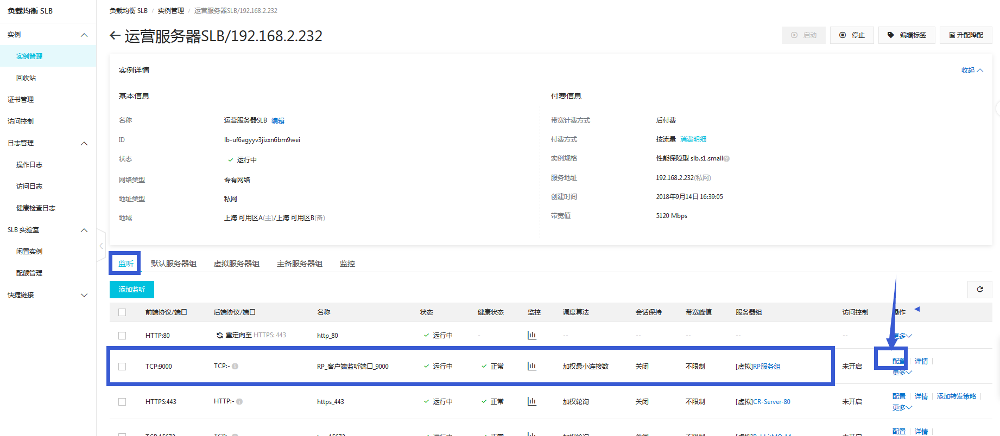 负载均衡 SLB
实例
实例管理
回收站
证书管理
访问控制
日志管理
操作日志
访问日志
健康检查日志
SLB 实验室
闲置实例
配额管理
快捷链接
负载均衡 SLB / 实例管理 / 运营服务器SLB/192.168.2.232
运营服务器SLB/192.168.2.232
启动 停止 编辑标签 升配降配
实例详情 收起
基本信息
名称 运营服务器SLB 编辑
ID lb-uf6agyyv3jizxn6bm9wei
状态 运行中
网络类型 专有网络
地址类型 私网
地域 上海 可用区A(主)/上海 可用区B(备)
付费信息
带宽计费方式 后付费
付费方式 按流量 消费明细
实例规格 性能保障型 slb.s1.small
服务地址 192.168.2.232(私网)
创建时间 2018年9月14日 16:39:05
带宽值 5120 Mbps
监听 默认服务器组 虚拟服务器组 主备服务器组 监控
添加监听
前端协议/端口 后端协议/端口 名称 状态 健康状态 监控 调度算法 会话保持 带宽峰值 服务器组 访问控制 操作
HTTP:80 重定向至 HTTPS: 443 http_80 运行中 - -- -- -- -- -- 更多
TCP:9000 TCP:- RP_客户端监听端口_9000 运行中 正常 加权最小连接数 关闭 不限制 [虚拟]RP服务组 未开启 配置 详情
更多
HTTPS:443 HTTP:- https_443 运行中 正常 加权轮询 关闭 不限制 [虚拟]CR-Server-80 未开启 配置 详情 添加转发策略
更多
TCP:15672 TCP:- 运行中 正常 加权轮询 关闭 不限制 未开启 配置 详情